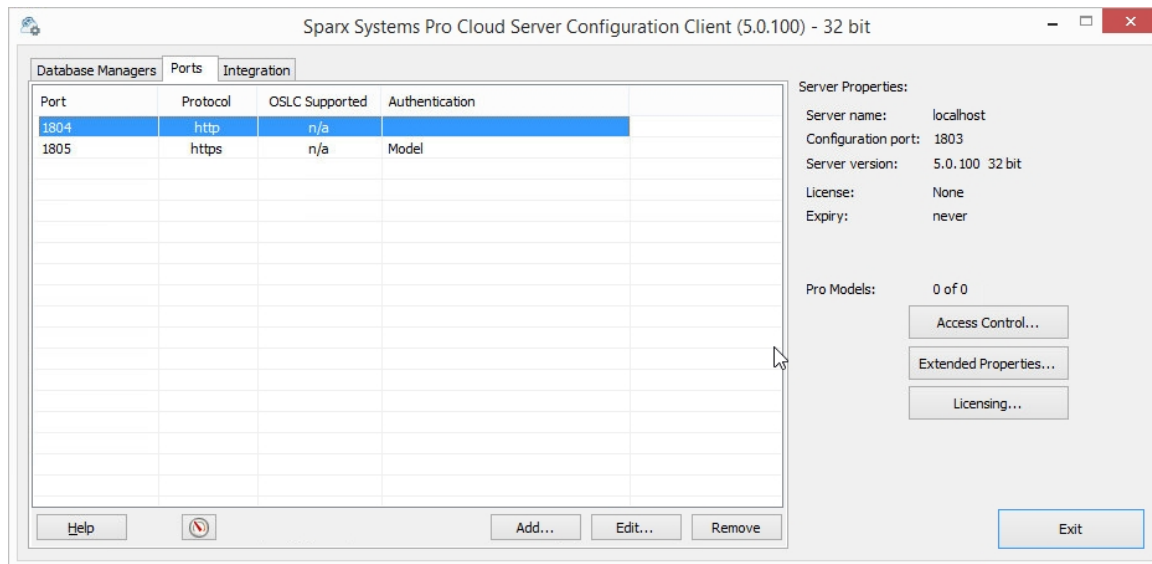 Sparx Systems Pro Cloud Server Configuration Client (5.0.100) - 32 bit
Database Managers Ports Integration
Port Protocol OSLC Supported Authentication
1804 http n/a
1805 https n/a Model
Help Add... Edit... Remove
Server Properties:
Server name: localhost
Configuration port: 1803
Server version: 5.0.100 32 bit
License: None
Expiry: never
Pro Models: 0 of 0
Access Control...
Extended Properties...
Licensing...
Exit